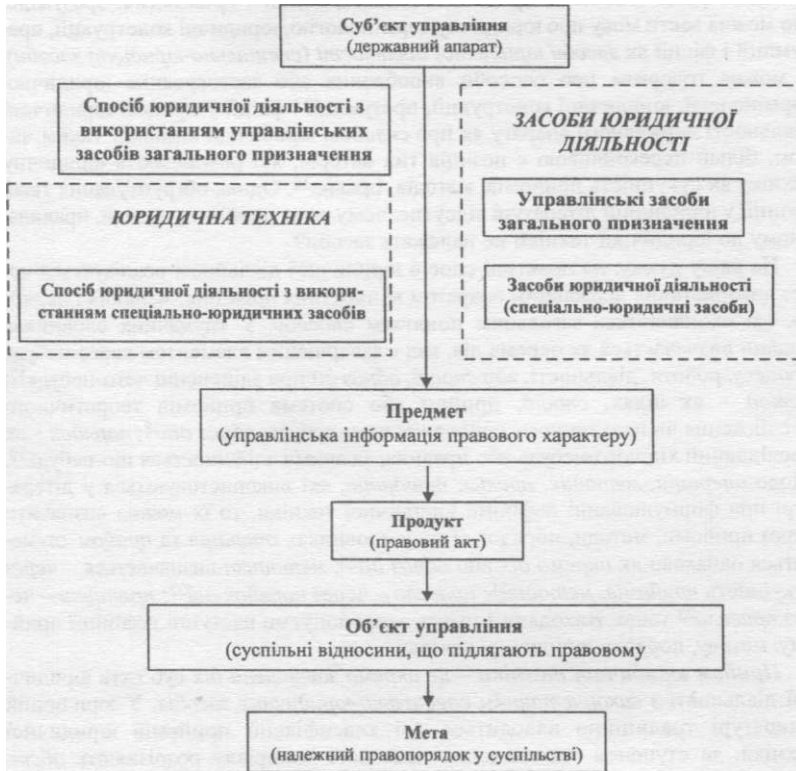 Суб'єкт управління
(державний апарат)
Спосіб юридичної діяльності з
використанням управлінських
засобів загального призначення
ЮРИДИЧНА ТЕХНІКА
Спосіб юридичної діяльності з викори-
станням спеціально-юридичних засобів
ЗАСОБИ ЮРИДИЧНОЇ
ДІЯЛЬНОСТІ
Управлінські засоби
загального призначення
Засоби юридичної діяльності
(спеціально-юридичні засоби)
Предмет
(управлінська інформація правового характеру)
Продукт
(правовий акт)
Об'єкт управління
(суспільні відносини, що підлягають правовому
Мета
(належний правопорядок у суспільстві)